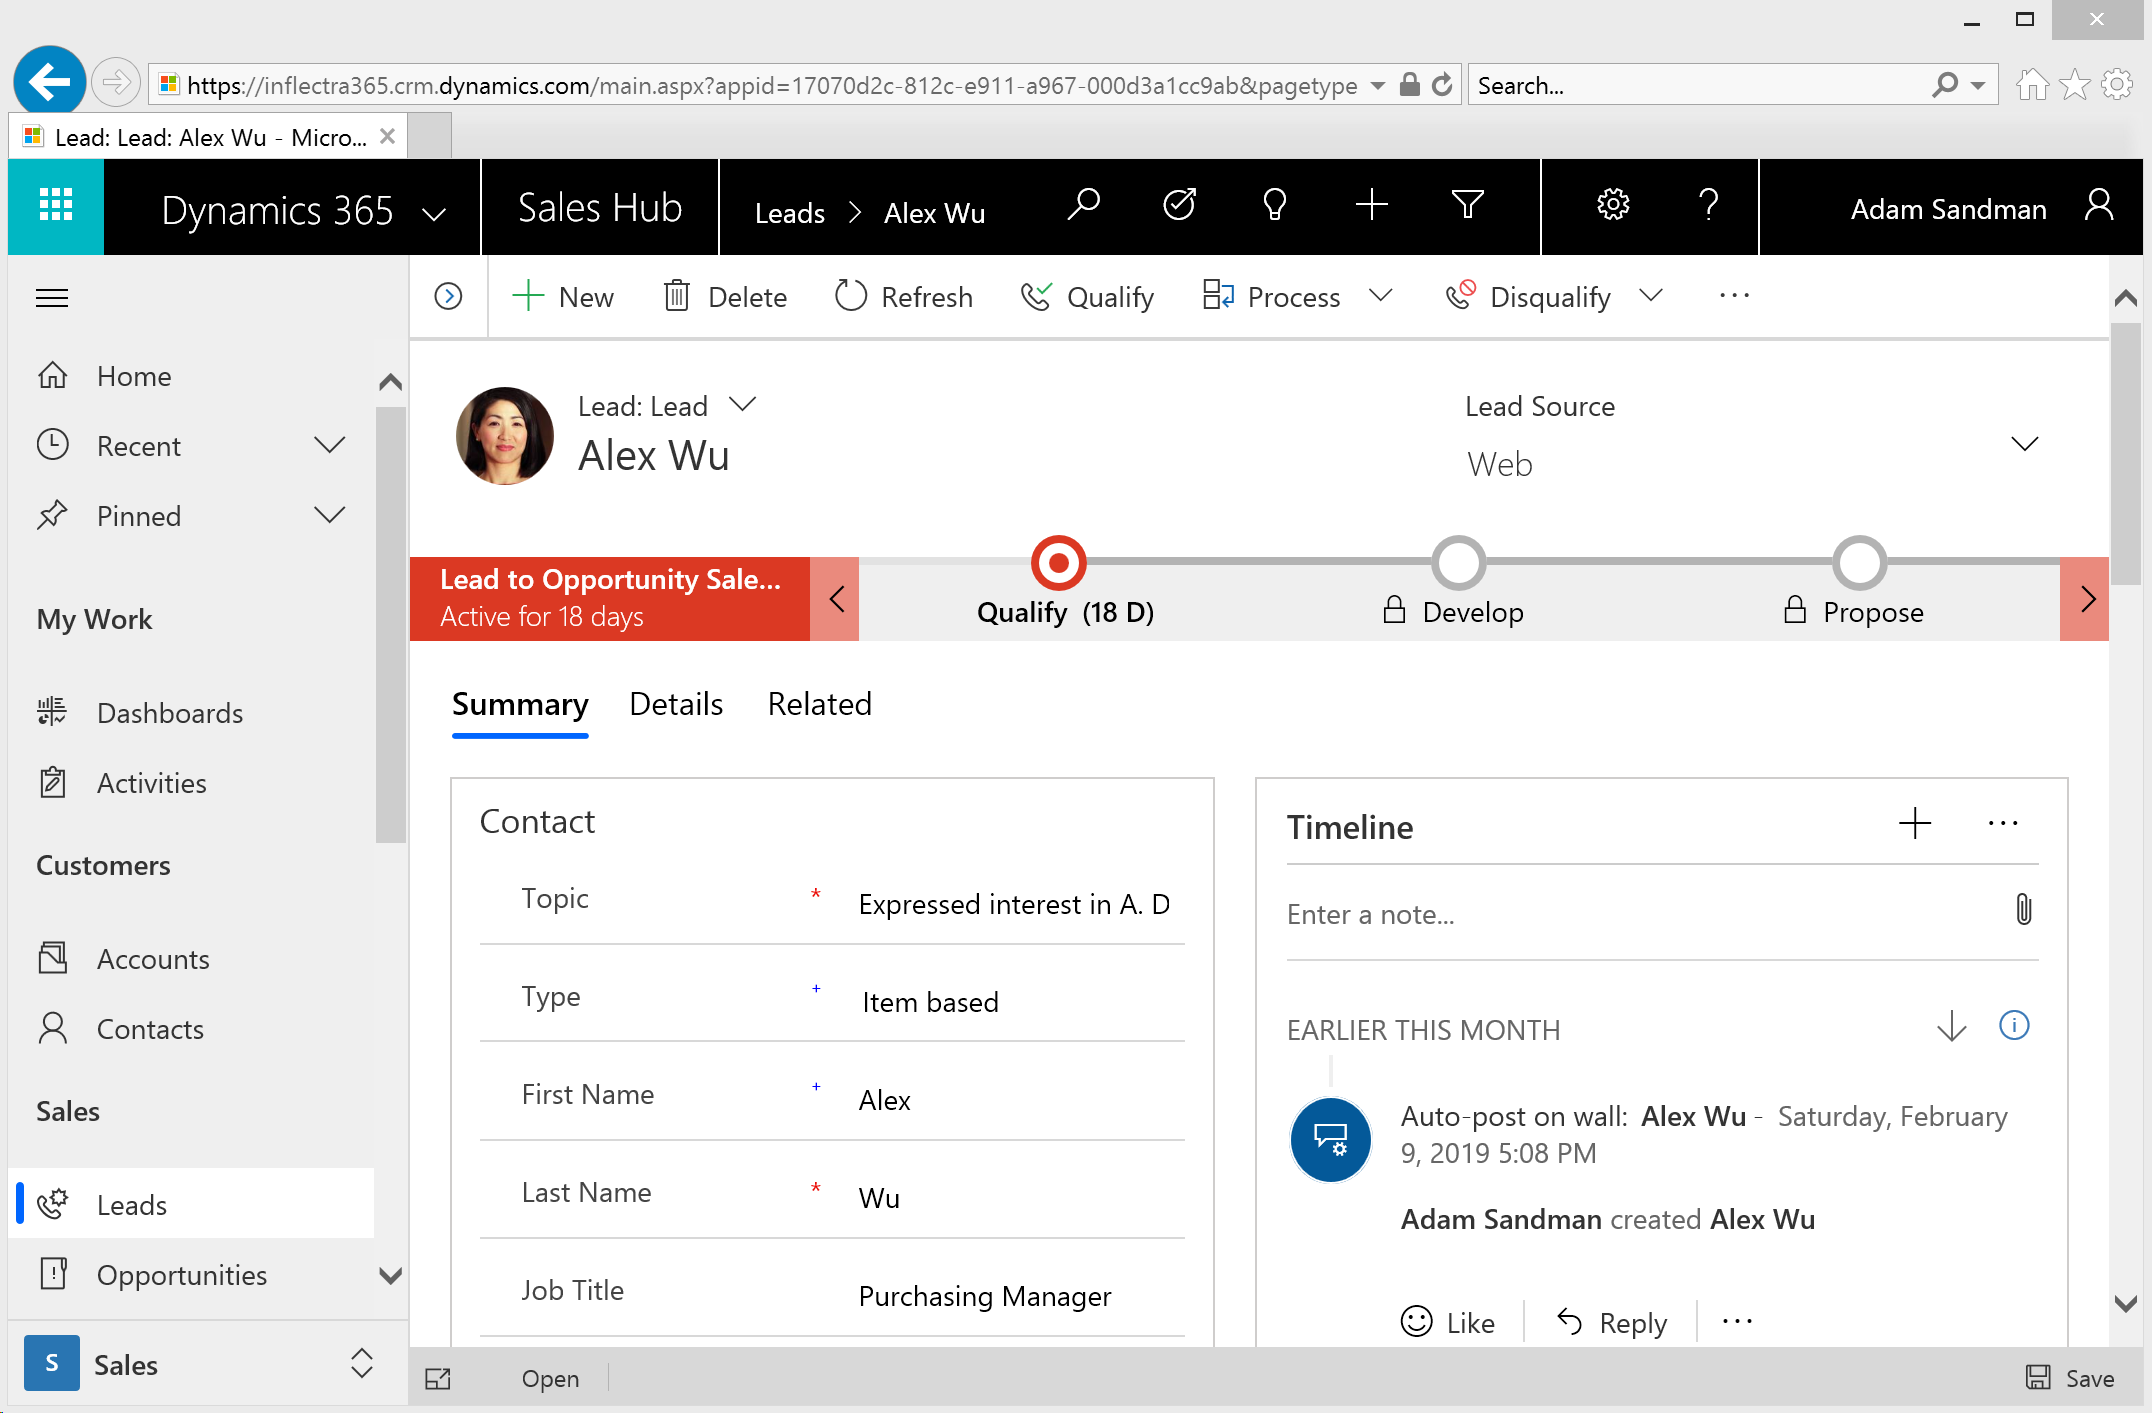 https://inflectra365.crm.dynamics.com/main.aspx?appid=17070d2c-812c-e911-a967-000d3a1cc9ab&pagetype
Search...
Lead: Lead: Alex Wu - Micro...
Dynamics 365
Sales Hub
Leads > Alex Wu
?
Adam Sandman
New
Delete
Refresh
Qualify
Process
Disqualify
...
Home
Recent
Pinned
My Work
Dashboards
Activities
Customers
Accounts
Contacts
Sales
Leads
Opportunities
S
Sales
Lead: Lead
Alex Wu
Lead Source
Web
Lead to Opportunity Sale...
Active for 18 days
Qualify (18 D)
Develop
Propose
Summary
Details
Related
Contact
Topic * Expressed interest in A. D
Type + Item based
First Name + Alex
Last Name * Wu
Job Title Purchasing Manager
Timeline
...
Enter a note...
EARLIER THIS MONTH
Auto-post on wall: Alex Wu - Saturday, February
9, 2019 5:08 PM
Adam Sandman created Alex Wu
Like
Reply
...
Open
Save